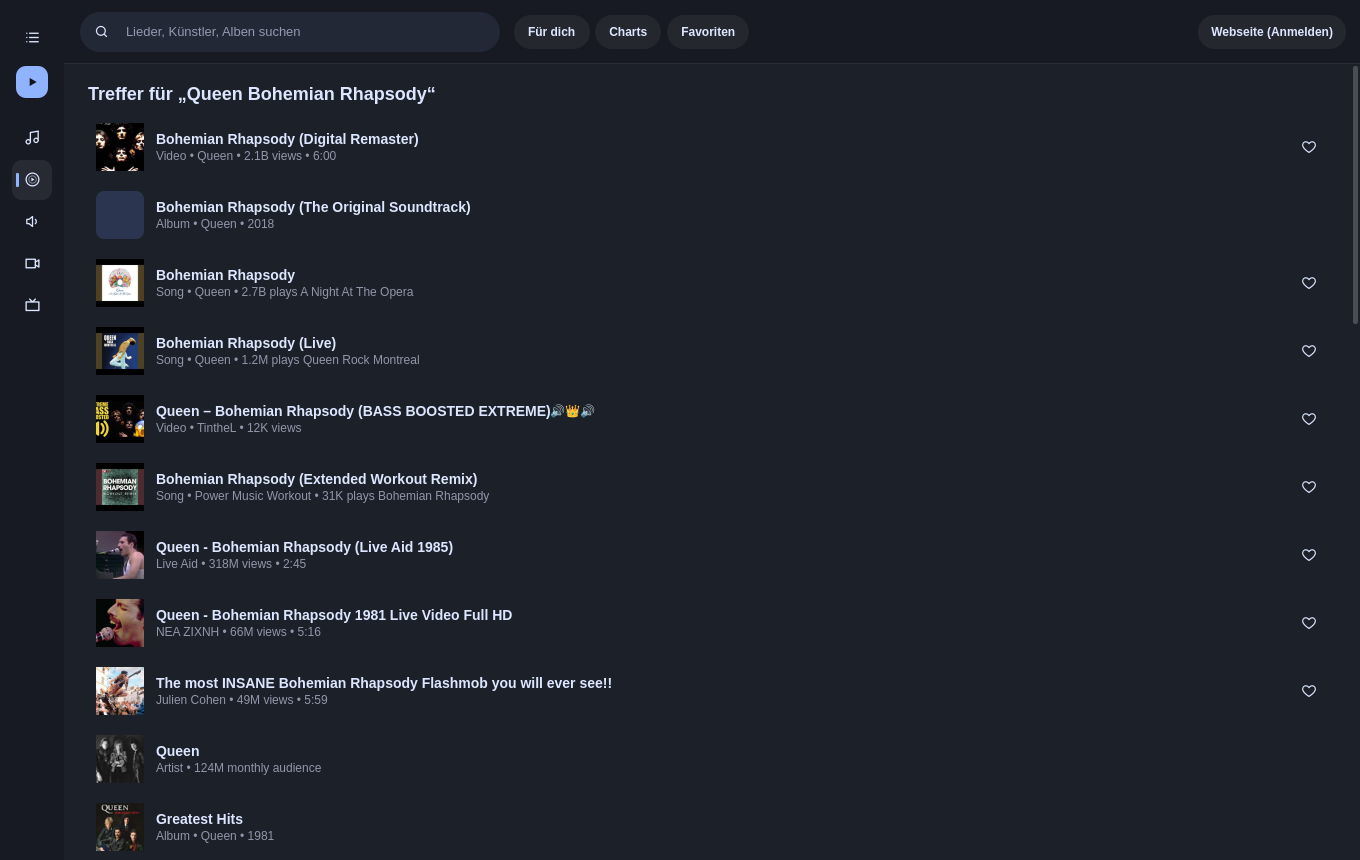 Lieder, Künstler, Alben suchen
Für dich
Charts
Favoriten
Webseite (Anmelden)
Treffer für „Queen Bohemian Rhapsody“
Bohemian Rhapsody (Digital Remaster)
Video • Queen • 2.1B views • 6:00
Bohemian Rhapsody (The Original Soundtrack)
Album • Queen • 2018
Bohemian Rhapsody
Song • Queen • 2.7B plays A Night At The Opera
Bohemian Rhapsody (Live)
Song • Queen • 1.2M plays Queen Rock Montreal
Queen – Bohemian Rhapsody (BASS BOOSTED EXTREME)🔊👑🔊
Video • TintheL • 12K views
Bohemian Rhapsody (Extended Workout Remix)
Song • Power Music Workout • 31K plays Bohemian Rhapsody
BOHEMIAN
RHAPSODY
Queen - Bohemian Rhapsody (Live Aid 1985)
Live Aid • 318M views • 2:45
Queen - Bohemian Rhapsody 1981 Live Video Full HD
NEA ZIXNH • 66M views • 5:16
The most INSANE Bohemian Rhapsody Flashmob you will ever see!!
Julien Cohen • 49M views • 5:59
Queen
Artist • 124M monthly audience
QUEEN
Greatest Hits
Album • Queen • 1981